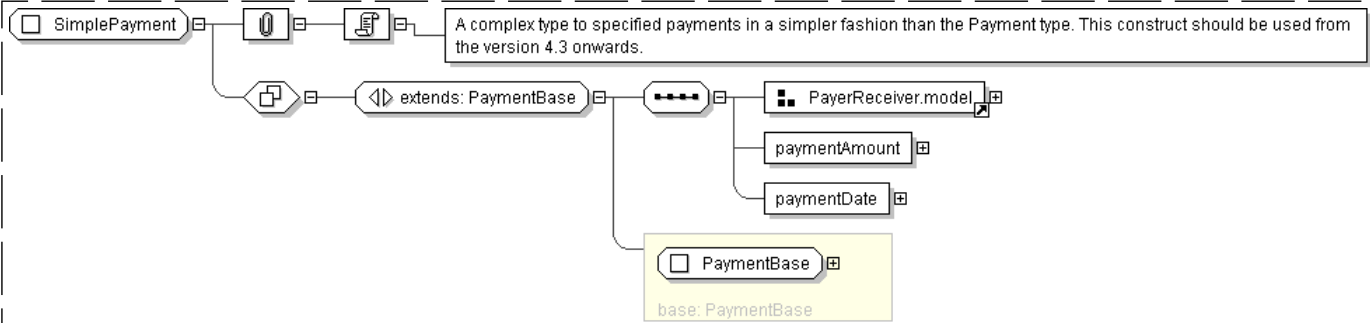 SimplePayment
A complex type to specified payments in a simpler fashion than the Payment type. This construct should be used from
the version 4.3 onwards.
extends: PaymentBase
PayerReceiver.model
paymentAmount
paymentDate
PaymentBase
base: PaymentBase